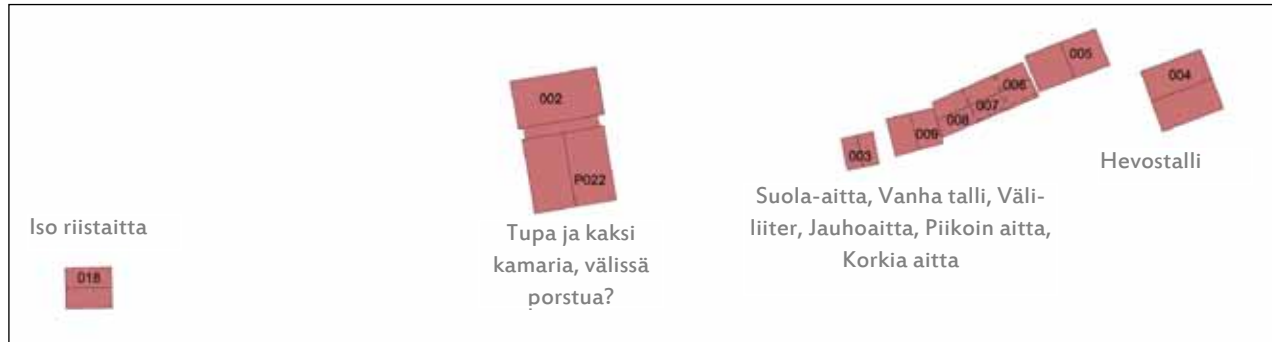 005
002
006
004
007
008
009
003
Hevostalli
P022
Suola-aitta, Vanha talli, Väli-
liiter, Jauhoaitta, Piikoin aitta,
Korkia aitta
Iso riistaitta
Tupa ja kaksi
kamaria, välissä
porstua?
018